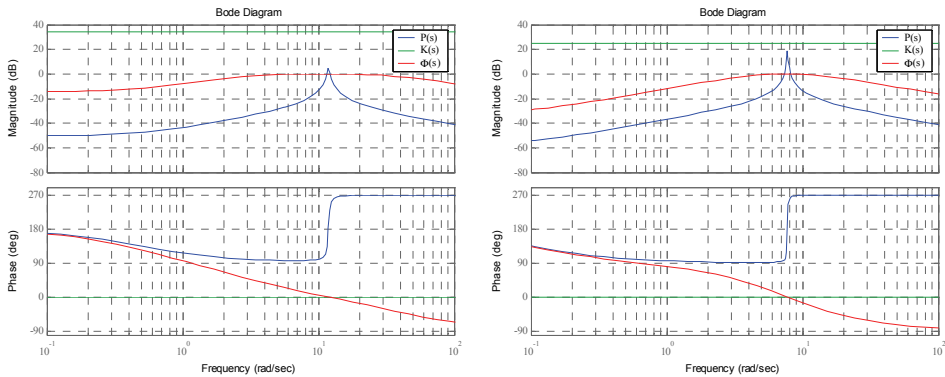 Bode Diagram
Magnitude (dB)
40
20
0
-20
-40
-60
-80
P(s)
K(s)
Φ(s)
Phase (deg)
270
180
90
0
-90
10^-1
10^0
10^1
10^2
Frequency (rad/sec)
Bode Diagram
Magnitude (dB)
40
20
0
-20
-40
-60
-80
P(s)
K(s)
Φ(s)
Phase (deg)
270
180
90
0
-90
10^-1
10^0
10^1
10^2
Frequency (rad/sec)